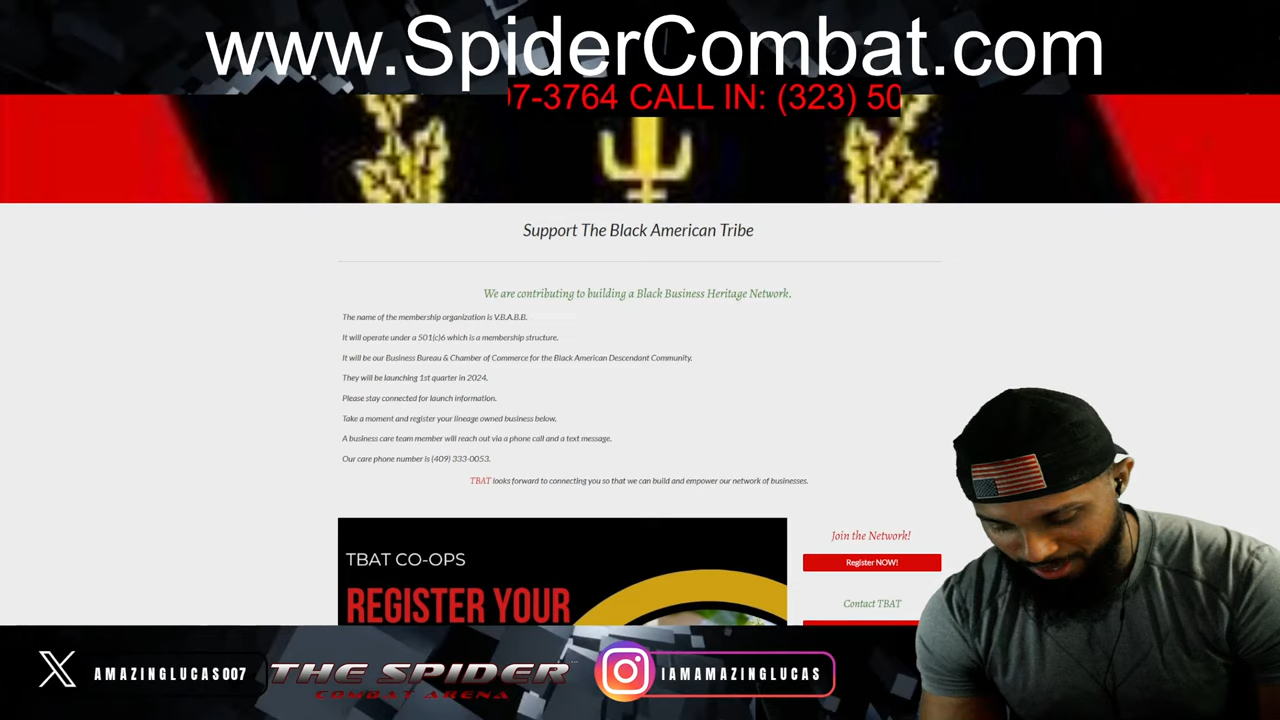 www.SpiderCombat.com
07-3764 CALL IN: (323) 50
Support The Black American Tribe
We are contributing to building a Black Business Heritage Network.
The name of the membership organization is V.B.A.B.B.
It will operate under a 501(c)6 which is a membership structure.
It will be our Business Bureau & Chamber of Commerce for the Black American Descendant Community.
They will be launching 1st quarter in 2024.
Please stay connected for launch information.
Take a moment and register your lineage owned business below.
A business care team member will reach out via a phone call and a text message.
Our care phone number is (409) 333-0053.
TBAT looks forward to connecting you so that we can build and empower our network of businesses.
TBAT CO-OPS
REGISTER YOUR
Join the Network!
Register NOW!
Contact TBAT
AMAZINGLUCAS007
THE SPIDER
COMBAT ARENA
IAMAMAZINGLUCAS